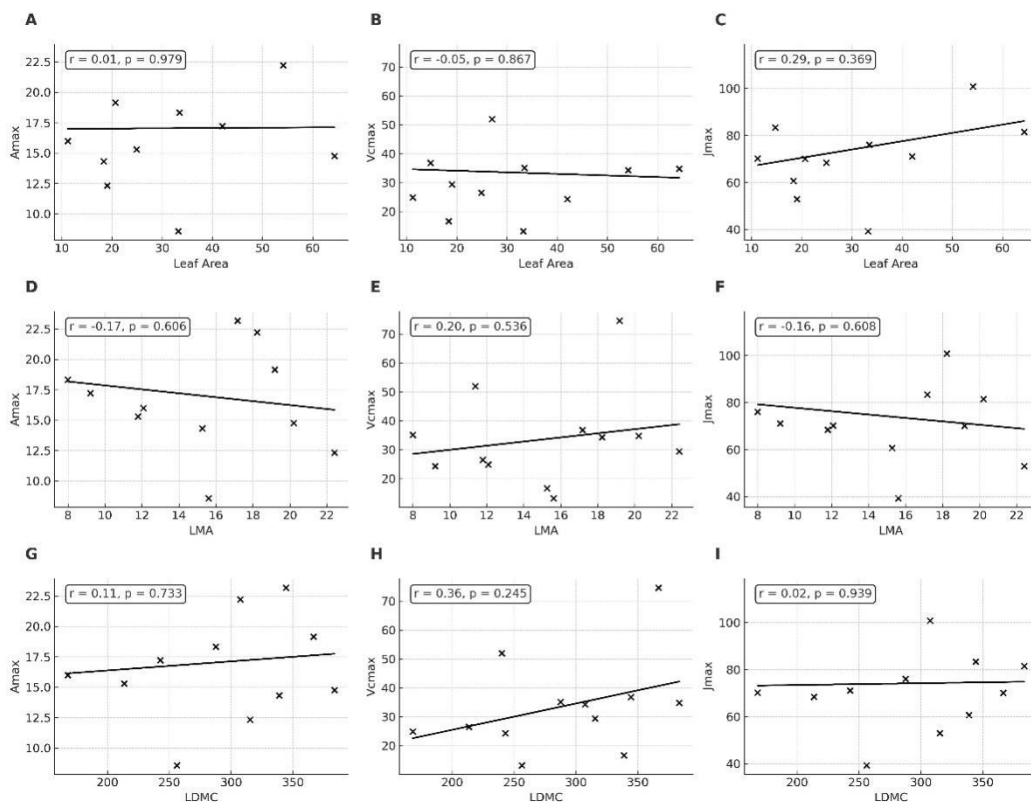 A
B
C
r = 0.01, p = 0.979
r = -0.05, p = 0.867
r = 0.29, p = 0.369
Amax
22.5
20.0
17.5
15.0
12.5
10.0
10
20
30
40
50
60
Leaf Area
Vcmax
70
60
50
40
30
20
10
20
30
40
50
60
Leaf Area
Jmax
100
80
60
40
10
20
30
40
50
60
Leaf Area
D
E
F
r = -0.17, p = 0.606
r = 0.20, p = 0.536
r = -0.16, p = 0.608
Amax
22.5
20.0
17.5
15.0
12.5
10.0
8
10
12
14
16
18
20
22
LMA
Vcmax
70
60
50
40
30
20
8
10
12
14
16
18
20
22
LMA
Jmax
100
80
60
40
8
10
12
14
16
18
20
22
LMA
G
H
I
r = 0.11, p = 0.733
r = 0.36, p = 0.245
r = 0.02, p = 0.939
Amax
22.5
20.0
17.5
15.0
12.5
10.0
200
250
300
350
LDMC
Vcmax
70
60
50
40
30
20
200
250
300
350
LDMC
Jmax
100
80
60
40
200
250
300
350
LDMC